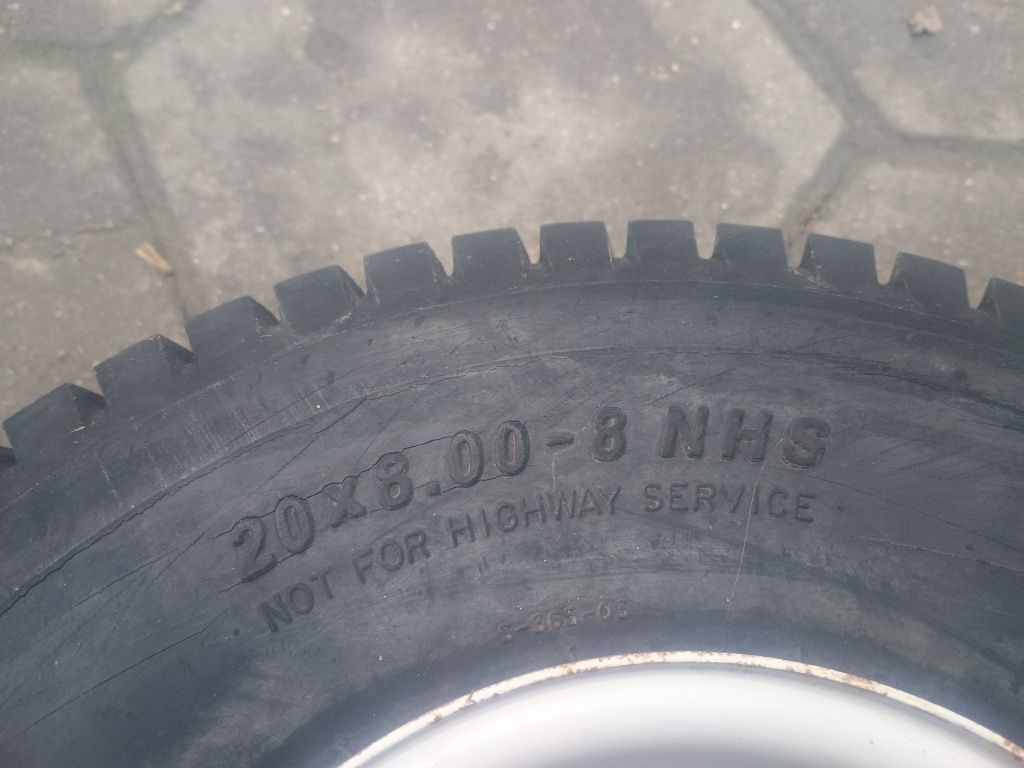 20x8.00-8 NHS
NOT FOR HIGHWAY SERVICE